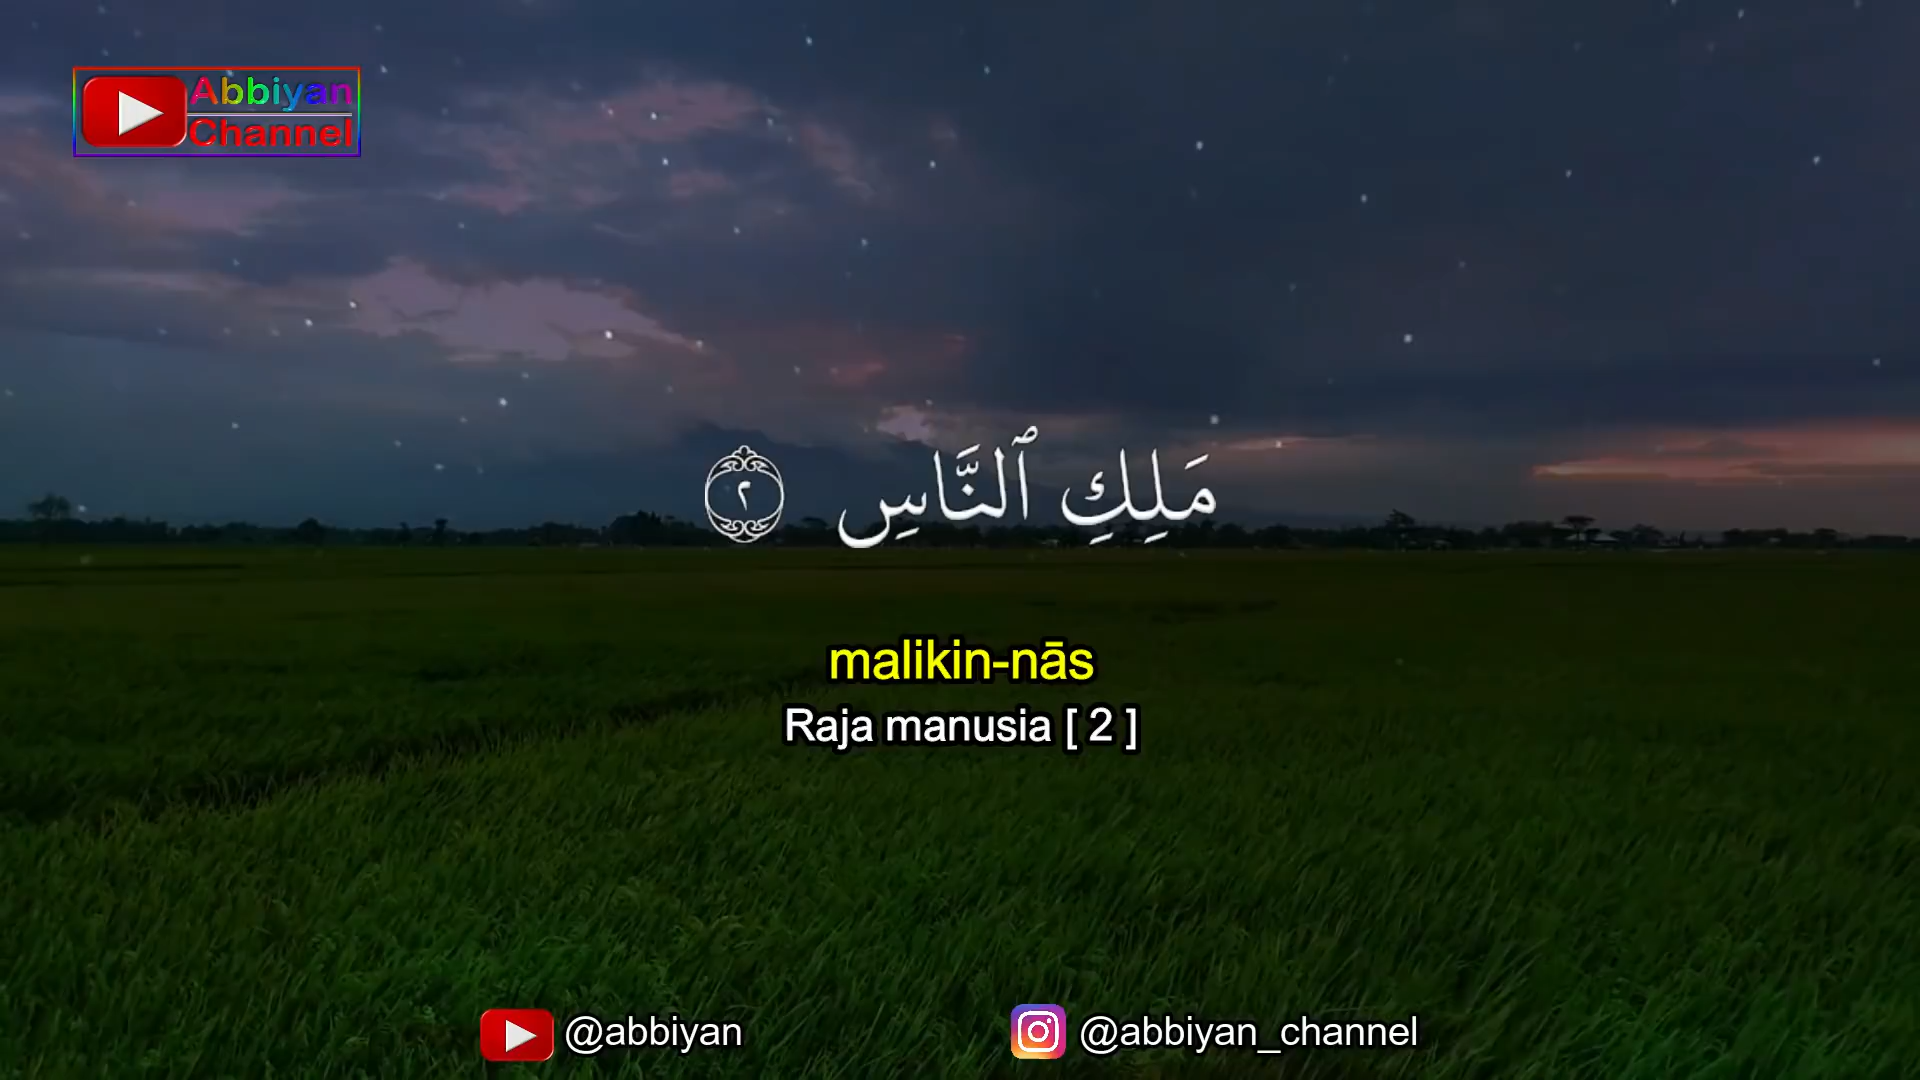 Abbiyan
Channel
مَلِكِ ٱلنَّاسِ ٢
malikin-nās
Raja manusia [ 2 ]
@abbiyan
@abbiyan_channel